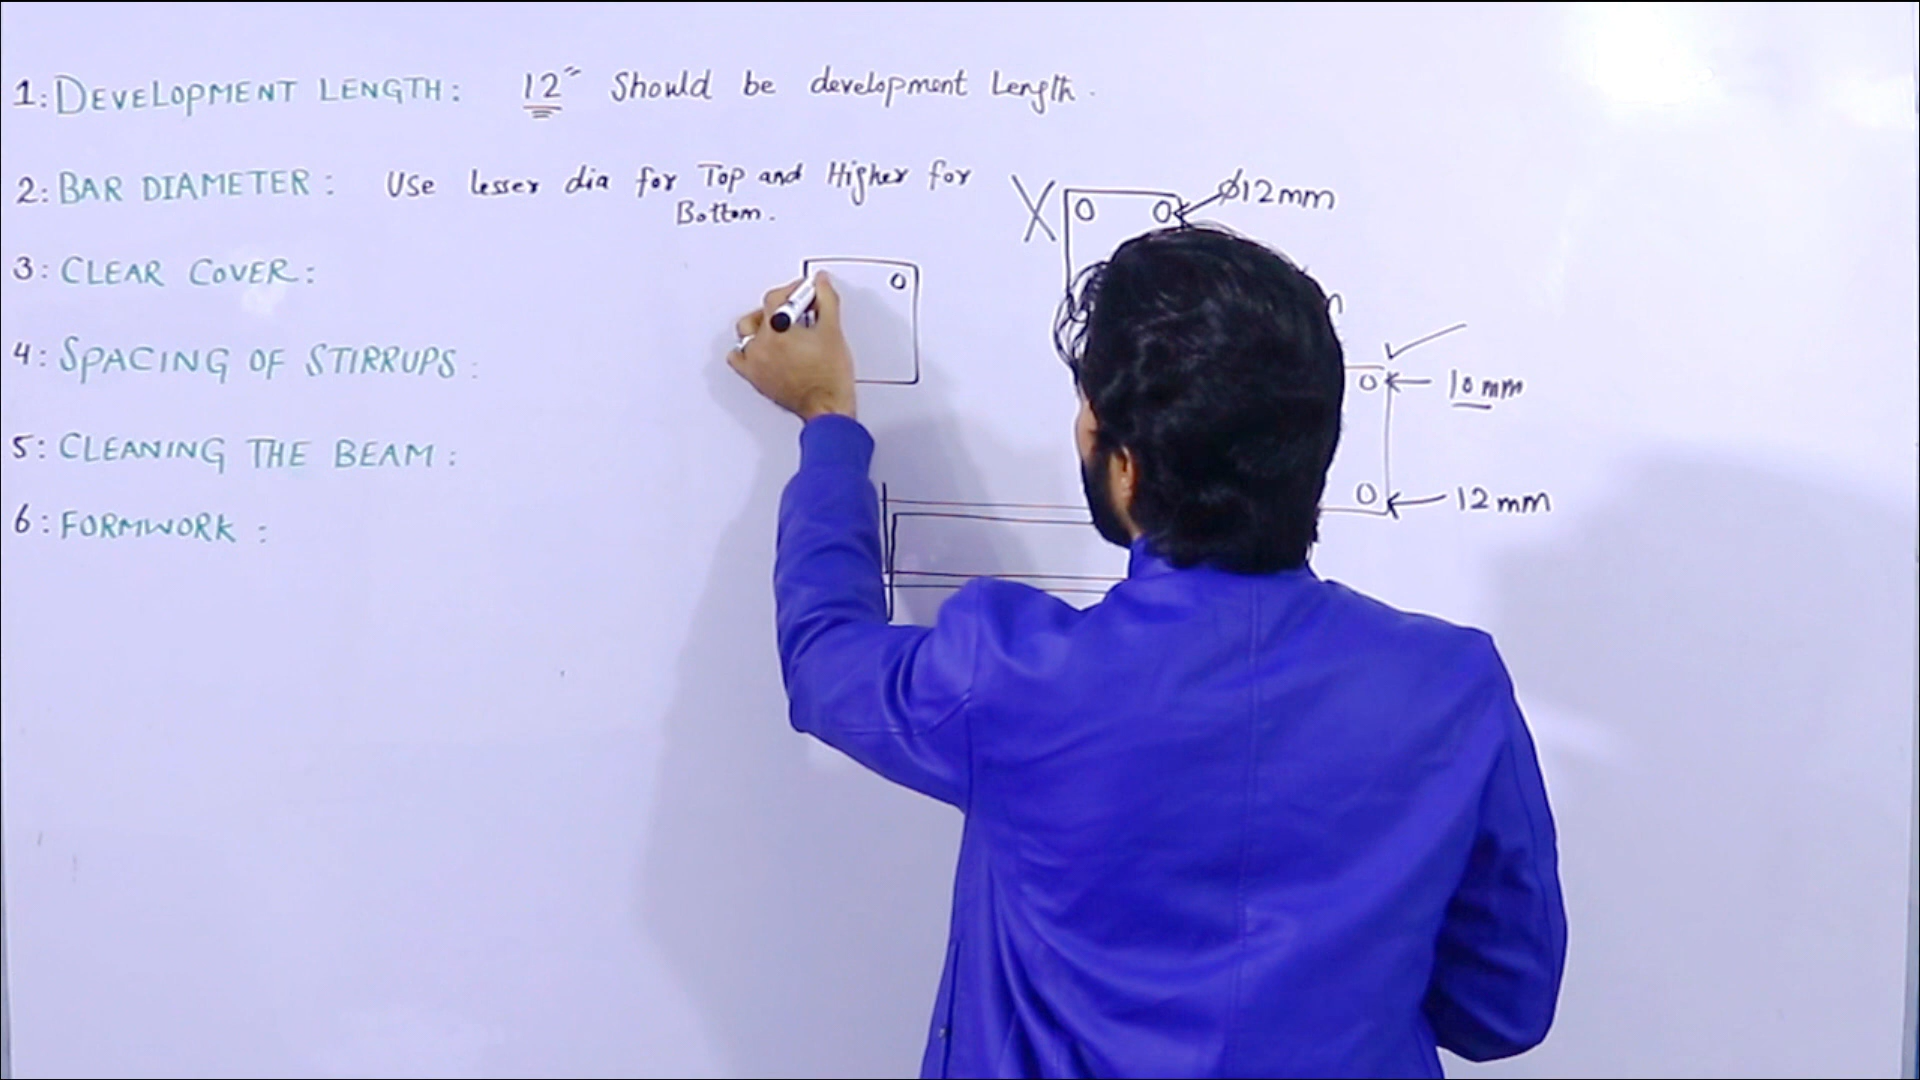 1: DEVELOPMENT LENGTH: 12" Should be development Length.
2: BAR DIAMETER: Use lesser dia for Top and Higher for
Bottom.
X ø12mm
3: CLEAR COVER:
4: SPACING OF STIRRUPS:
10 mm
5: CLEANING THE BEAM:
12 mm
6: FORMWORK: